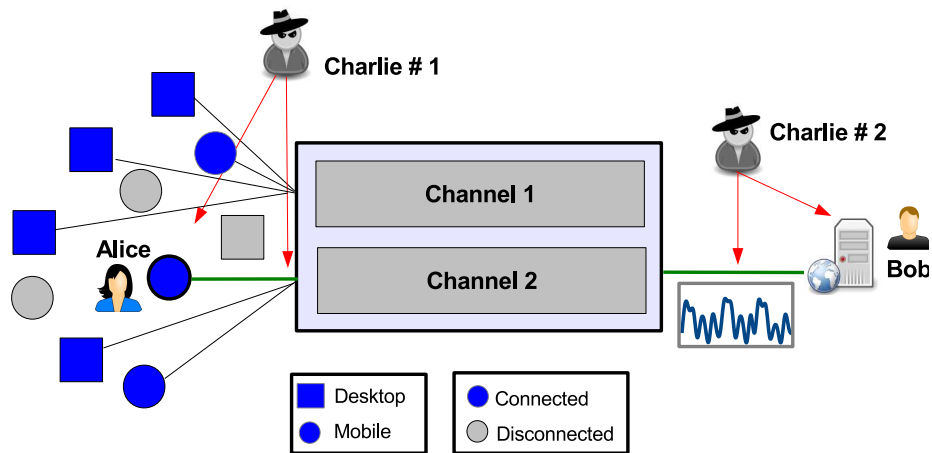 Charlie # 1
Charlie # 2
Channel 1
Alice
Channel 2
Bob
Desktop
Mobile
Connected
Disconnected